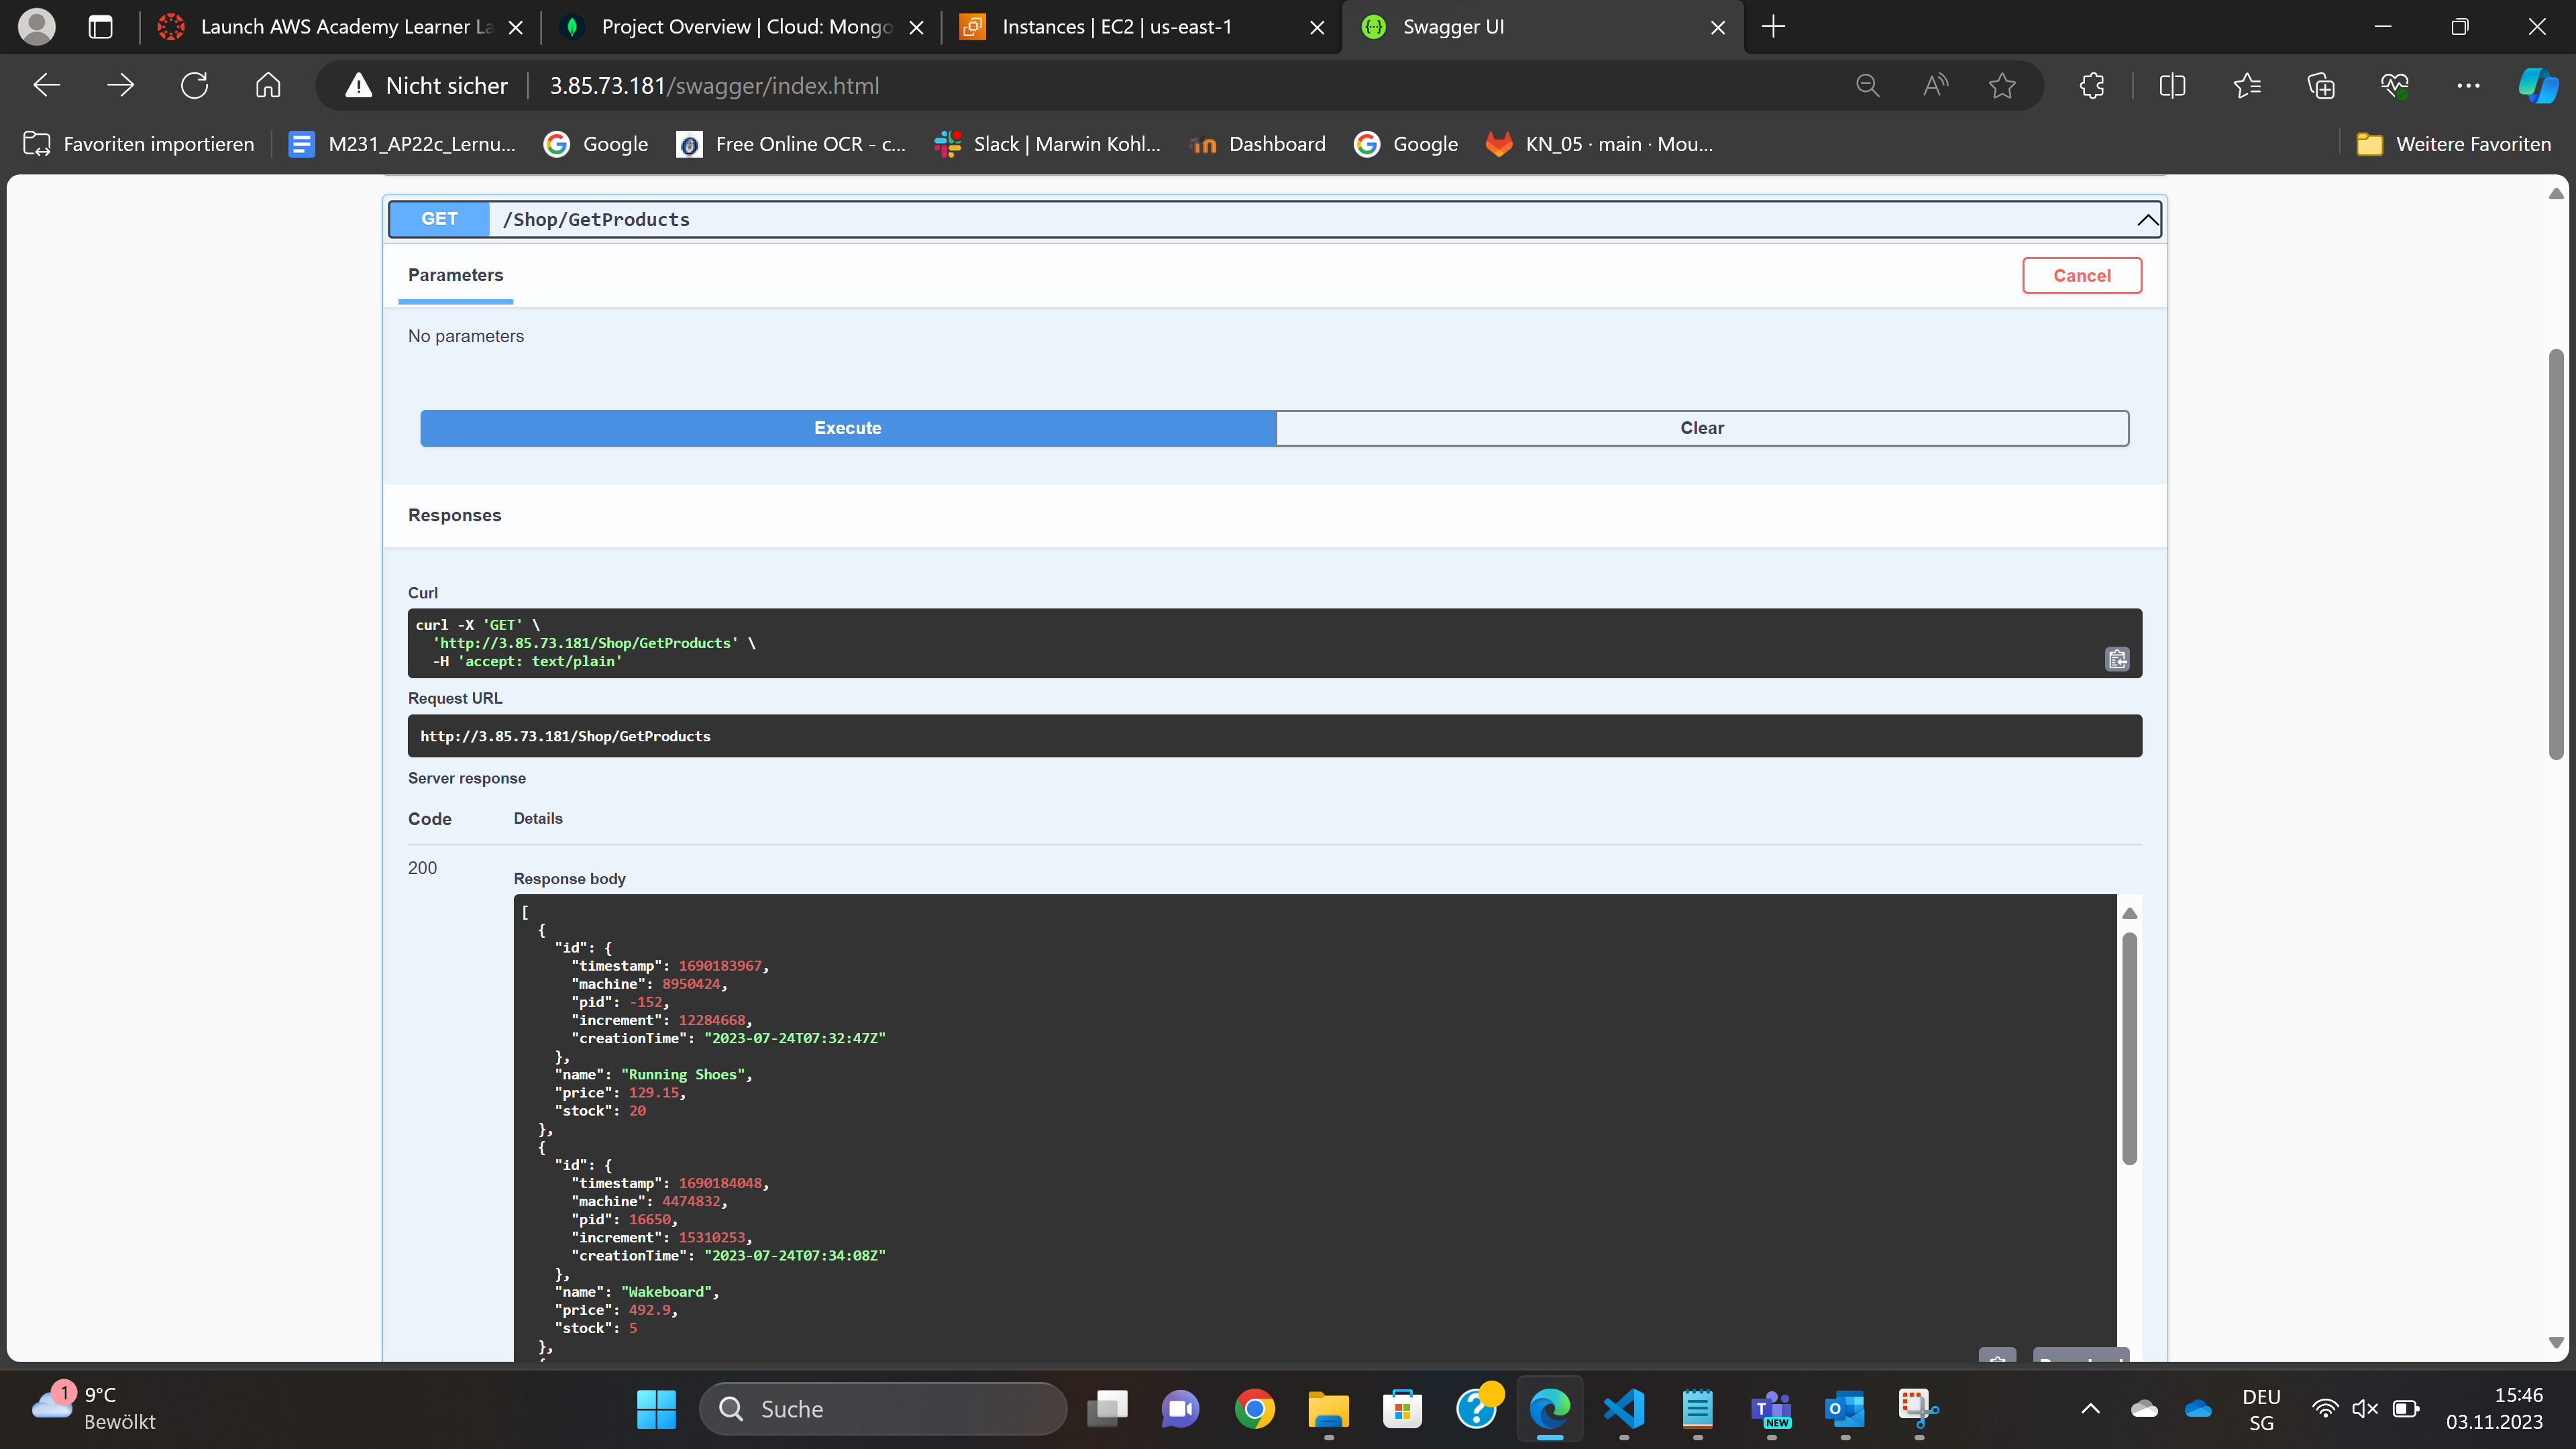 Launch AWS Academy Learner La
Project Overview | Cloud: Mongo
Instances | EC2 | us-east-1
Swagger UI
Nicht sicher
3.85.73.181/swagger/index.html
Favoriten importieren
M231_AP22c_Lernu...
Google
Free Online OCR - c...
Slack | Marwin Kohl...
Dashboard
Google
KN_05 · main · Mou...
Weitere Favoriten
GET
/Shop/GetProducts
Parameters
Cancel
No parameters
Execute
Clear
Responses
Curl
curl -X 'GET' \
'http://3.85.73.181/Shop/GetProducts' \
-H 'accept: text/plain'
Request URL
http://3.85.73.181/Shop/GetProducts
Server response
Code
Details
200
Response body
[
{
"id": {
"timestamp": 1690183967,
"machine": 8950424,
"pid": -152,
"increment": 12284668,
"creationTime": "2023-07-24T07:32:47Z"
},
"name": "Running Shoes",
"price": 129.15,
"stock": 20
},
{
"id": {
"timestamp": 1690184048,
"machine": 4474832,
"pid": 16650,
"increment": 15310253,
"creationTime": "2023-07-24T07:34:08Z"
},
"name": "Wakeboard",
"price": 492.9,
"stock": 5
},
1
9°C
Bewölkt
Suche
NEW
DEU
SG
15:46
03.11.2023